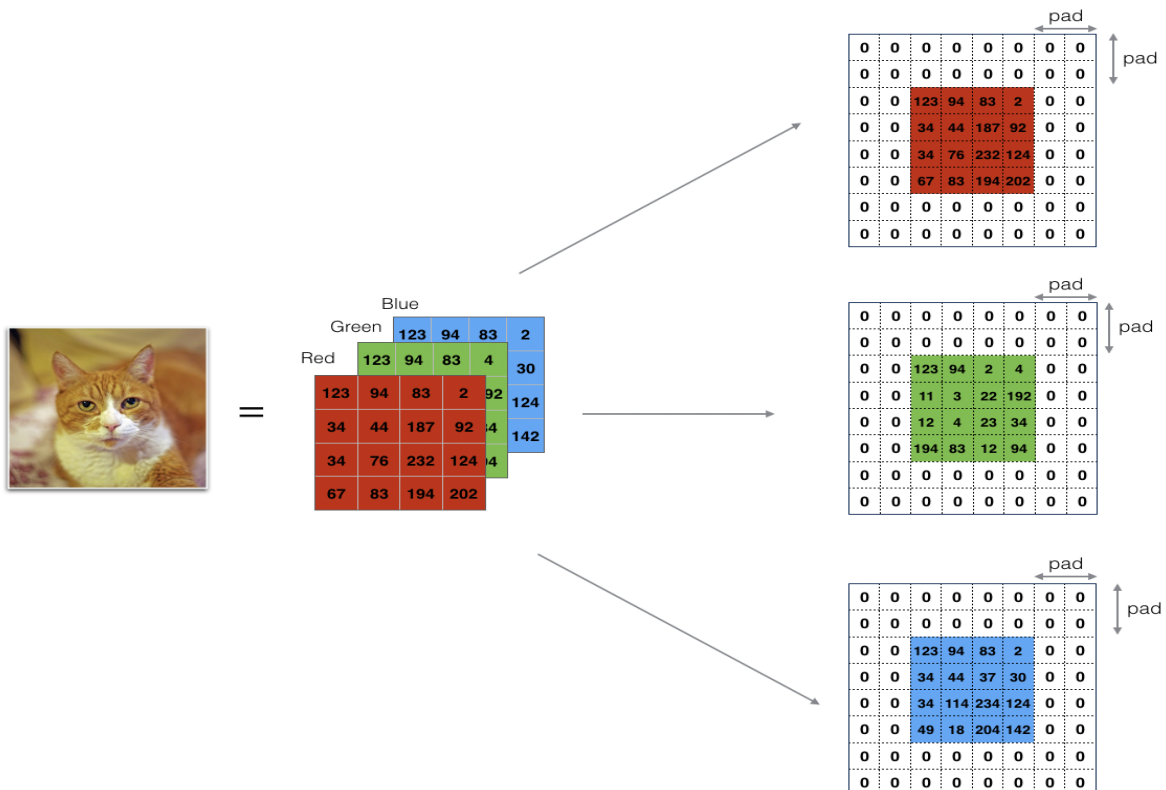 Blue
123 94 83 2
30
124
142
Green
123 94 83 4
Red
123 94 83 2
34 44 187 92
34 76 232 124
67 83 194 202
=
pad
pad
0 0 0 0 0 0 0 0
0 0 0 0 0 0 0 0
0 0 123 94 83 2 0 0
0 0 34 44 187 92 0 0
0 0 34 76 232 124 0 0
0 0 67 83 194 202 0 0
0 0 0 0 0 0 0 0
0 0 0 0 0 0 0 0
pad
pad
0 0 0 0 0 0 0 0
0 0 0 0 0 0 0 0
0 0 123 94 2 4 0 0
0 0 11 3 22 192 0 0
0 0 12 4 23 34 0 0
0 0 194 83 12 94 0 0
0 0 0 0 0 0 0 0
0 0 0 0 0 0 0 0
pad
pad
0 0 0 0 0 0 0 0
0 0 0 0 0 0 0 0
0 0 123 94 83 2 0 0
0 0 34 44 37 30 0 0
0 0 34 114 234 124 0 0
0 0 49 18 204 142 0 0
0 0 0 0 0 0 0 0
0 0 0 0 0 0 0 0